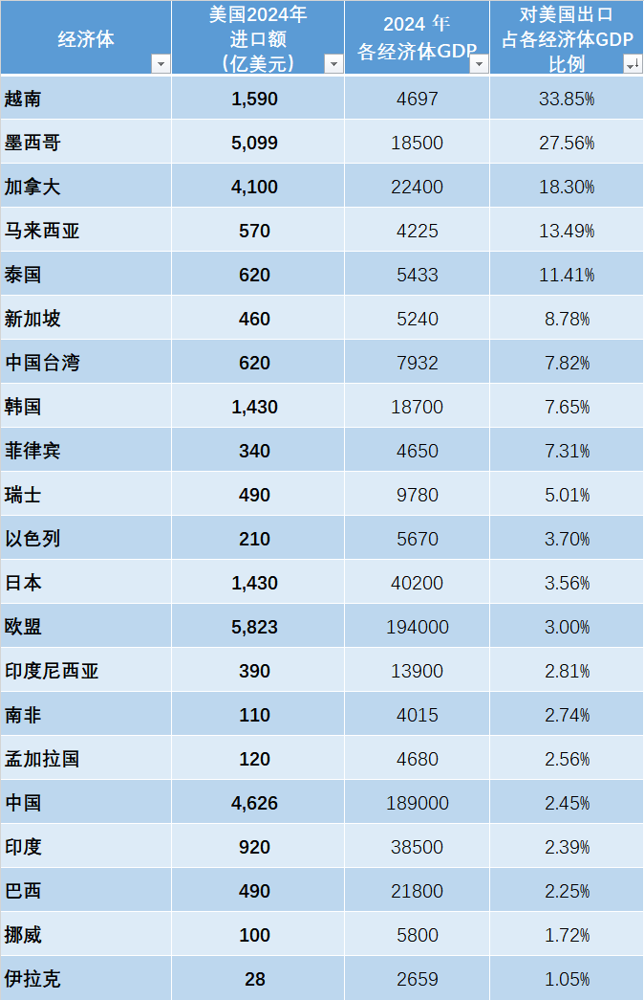 经济体 美国2024年进口额（亿美元） 2024 年各经济体GDP 对美国出口占各经济体GDP比例
越南 1,590 4697 33.85%
墨西哥 5,099 18500 27.56%
加拿大 4,100 22400 18.30%
马来西亚 570 4225 13.49%
泰国 620 5433 11.41%
新加坡 460 5240 8.78%
中国台湾 620 7932 7.82%
韩国 1,430 18700 7.65%
菲律宾 340 4650 7.31%
瑞士 490 9780 5.01%
以色列 210 5670 3.70%
日本 1,430 40200 3.56%
欧盟 5,823 194000 3.00%
印度尼西亚 390 13900 2.81%
南非 110 4015 2.74%
孟加拉国 120 4680 2.56%
中国 4,626 189000 2.45%
印度 920 38500 2.39%
巴西 490 21800 2.25%
挪威 100 5800 1.72%
伊拉克 28 2659 1.05%